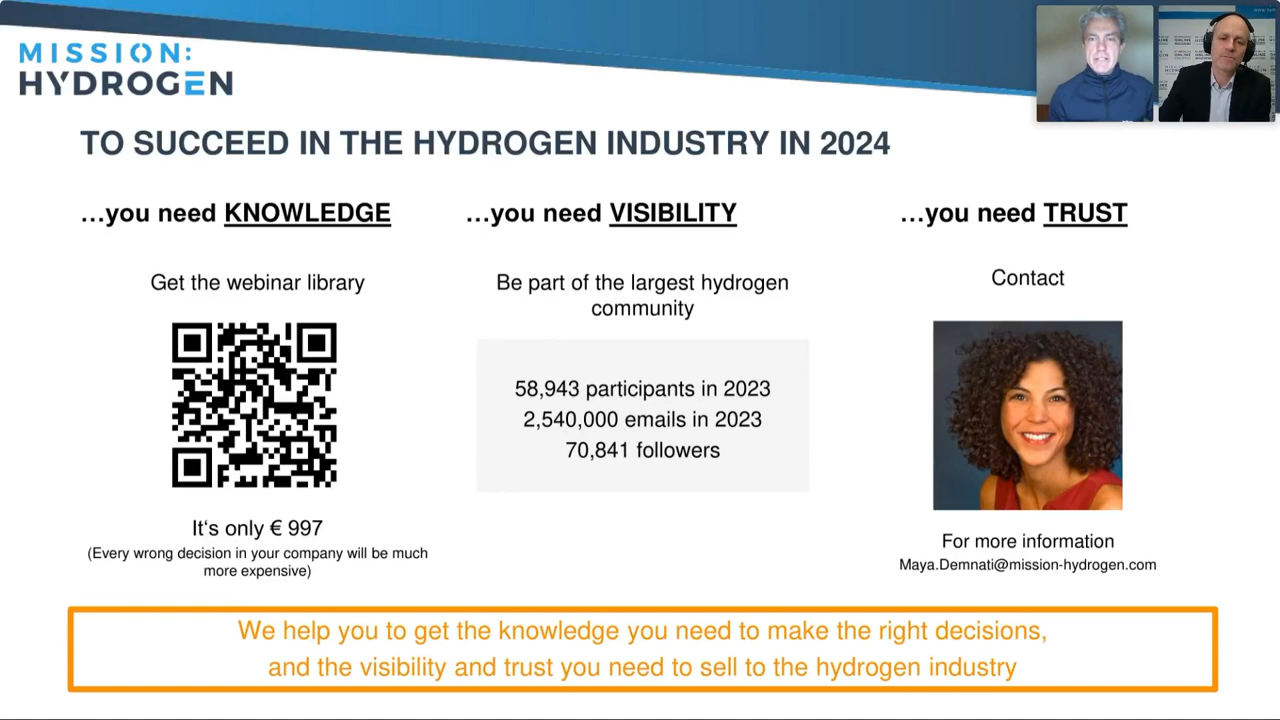 MISSION:
HYDROGEN
TO SUCCEED IN THE HYDROGEN INDUSTRY IN 2024
…you need KNOWLEDGE
Get the webinar library
It‘s only € 997
(Every wrong decision in your company will be much
more expensive)
…you need VISIBILITY
Be part of the largest hydrogen
community
58,943 participants in 2023
2,540,000 emails in 2023
70,841 followers
…you need TRUST
Contact
For more information
Maya.Demnati@mission-hydrogen.com
We help you to get the knowledge you need to make the right decisions,
and the visibility and trust you need to sell to the hydrogen industry